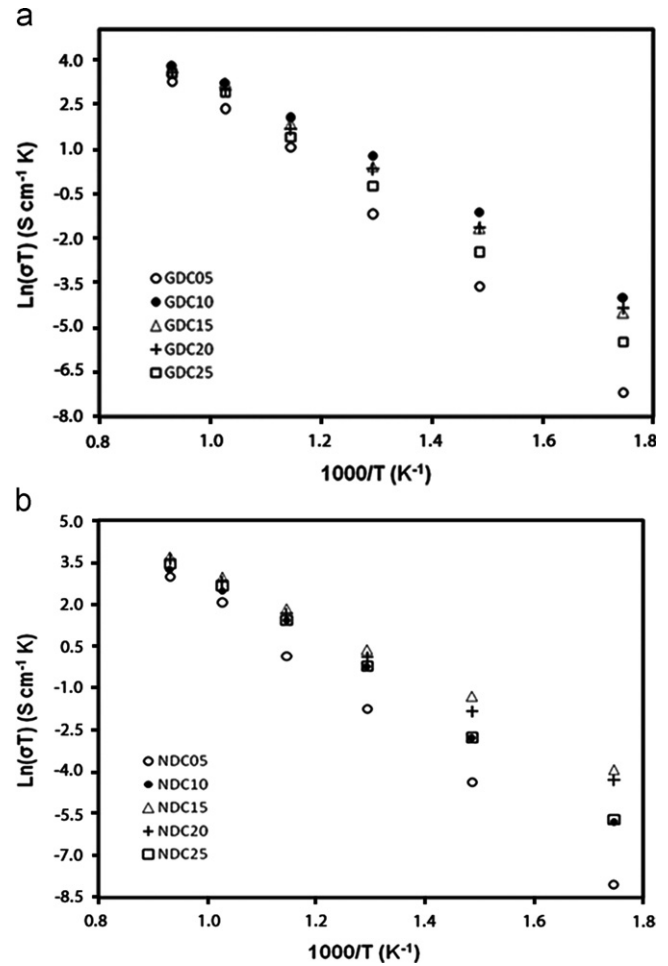 a
4.0
2.5
1.0
-0.5
-2.0
-3.5
-5.0
-6.5
-8.0
Ln(σT) (S cm⁻¹ K)
GDC05
GDC10
GDC15
GDC20
GDC25
0.8 1.0 1.2 1.4 1.6 1.8
1000/T (K⁻¹)
b
5.0
3.5
2.0
0.5
-1.0
-2.5
-4.0
-5.5
-7.0
-8.5
Ln(σT) (S cm⁻¹ K)
NDC05
NDC10
NDC15
NDC20
NDC25
0.8 1.0 1.2 1.4 1.6 1.8
1000/T (K⁻¹)